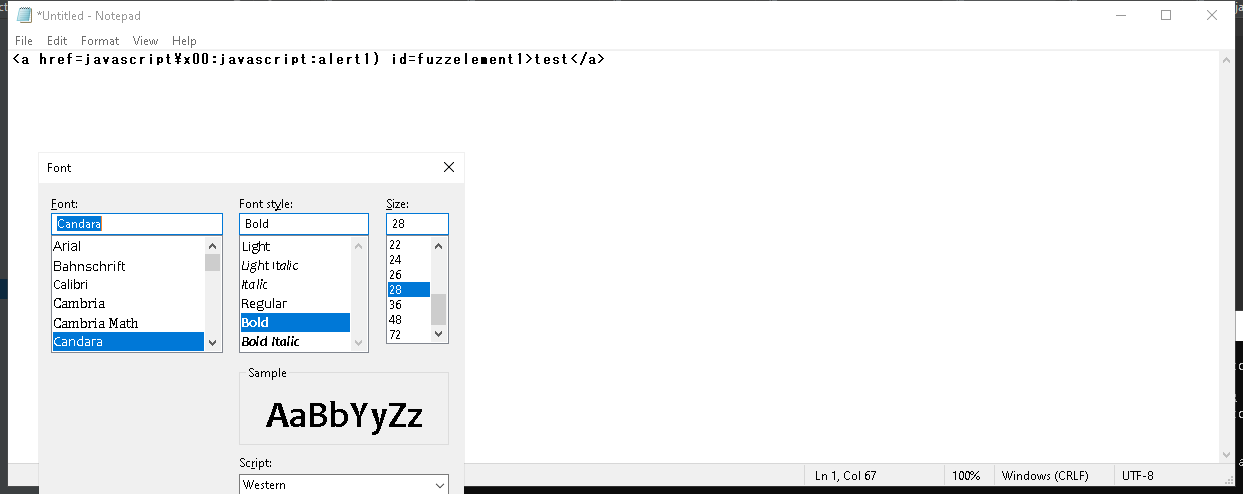 *Untitled - Notepad
File Edit Format View Help
<a href=javascript¥x00:javascript:alert1) id=fuzzelement1>test</a>
Font
Font: Font style: Size:
Candara Bold 28
Arial Light 22
Bahnschrift Light Italic 24
Calibri Italic 26
Cambria Regular 28
Cambria Math Bold 36
Candara Bold Italic 48
72
Sample
AaBbYyZz
Script:
Western
Ln 1, Col 67 100% Windows (CRLF) UTF-8